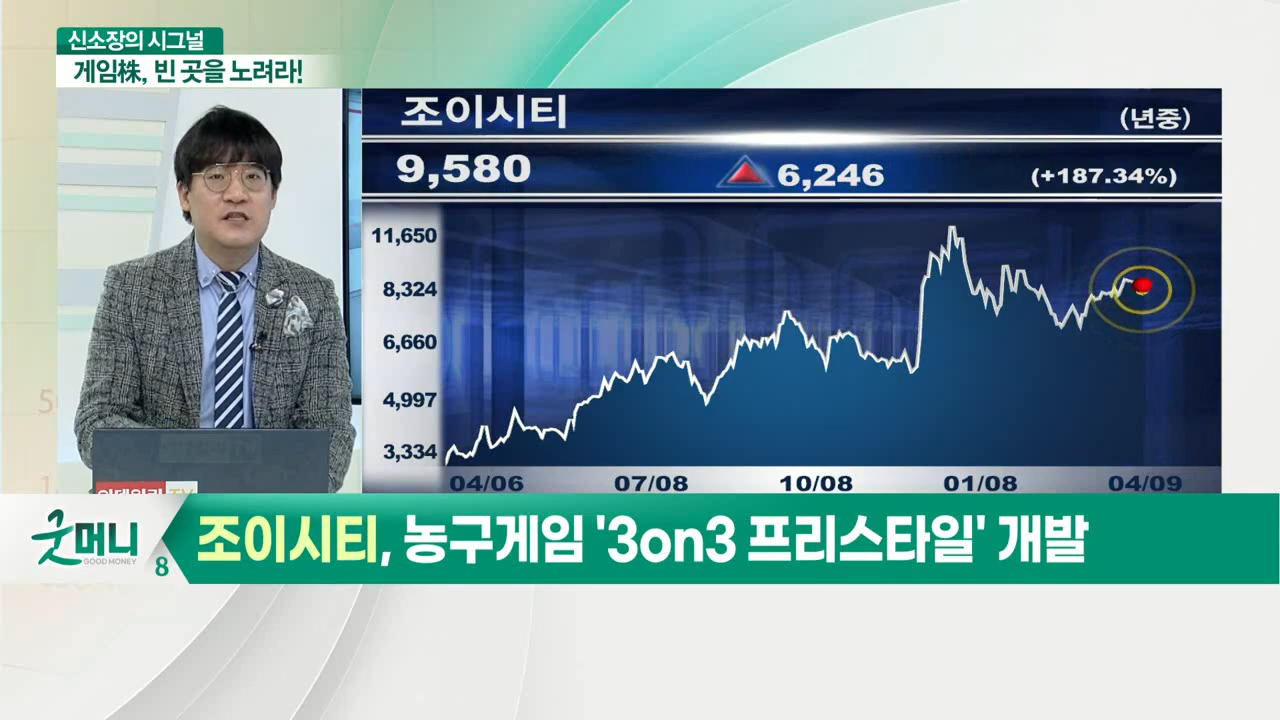 신소장의 시그널
게임株, 빈 곳을 노려라!
조이시티
(년중)
9,580
6,246
(+187.34%)
11,650
8,324
6,660
4,997
3,334
04/06
07/08
10/08
01/08
04/09
굿머니
GOOD MONEY
8
조이시티, 농구게임 '3on3 프리스타일' 개발